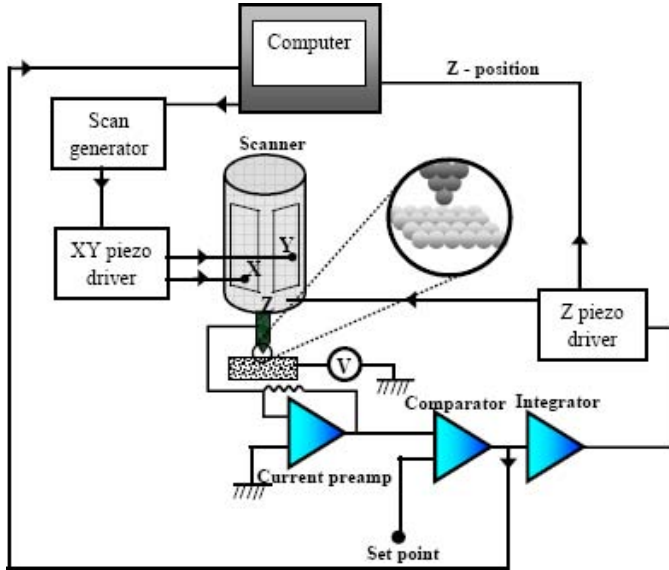 Computer
Z - position
Scan
generator
Scanner
XY piezo
driver
Y
X
Z
Z piezo
driver
V
Comparator
Integrator
Current preamp
Set point